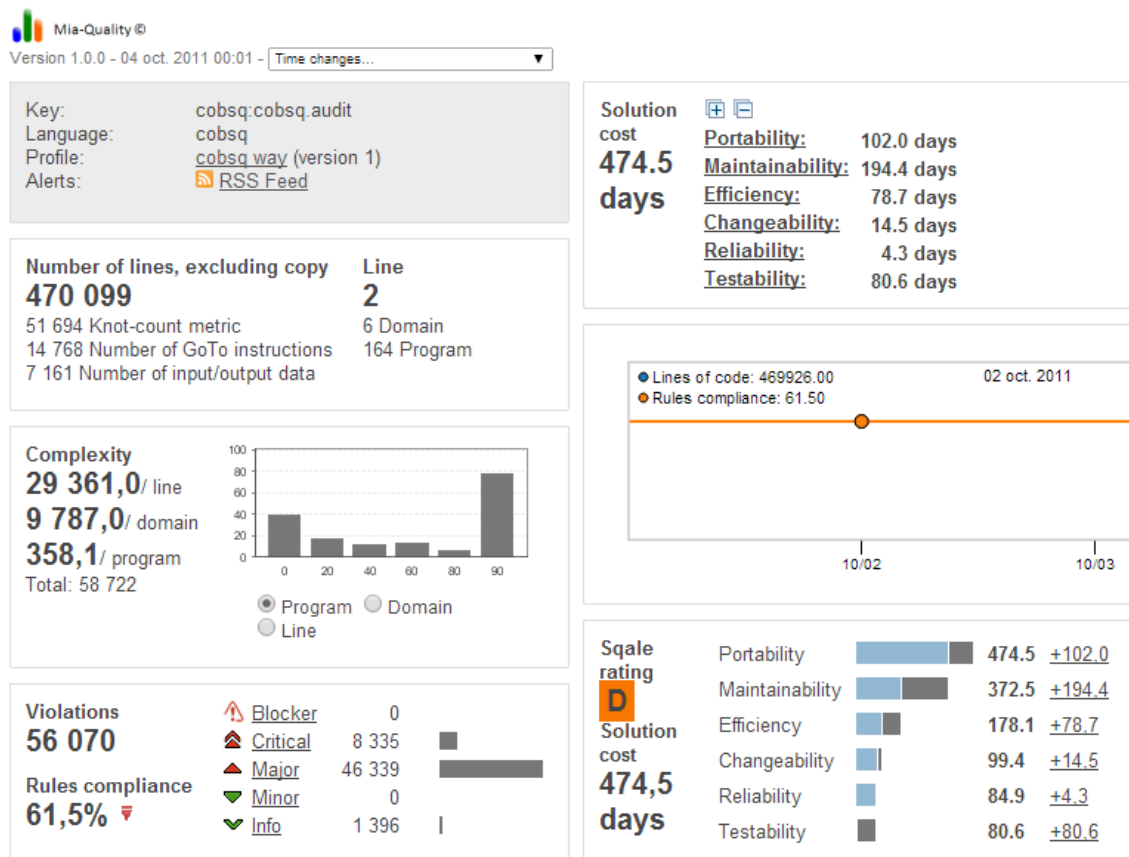 Mia-Quality ©
Version 1.0.0 - 04 oct. 2011 00:01 - Time changes...
Key: cobsq:cobsq.audit
Language: cobsq
Profile: cobsq way (version 1)
Alerts: RSS Feed
Number of lines, excluding copy Line
470 099 2
51 694 Knot-count metric 6 Domain
14 768 Number of GoTo instructions 164 Program
7 161 Number of input/output data
Complexity
29 361,0/ line
9 787,0/ domain
358,1/ program
Total: 58 722
100
80
60
40
20
0
0 20 40 60 80 90
Program Domain
Line
Violations
56 070
Rules compliance
61,5%
Blocker 0
Critical 8 335
Major 46 339
Minor 0
Info 1 396
Solution
cost
474.5
days
Portability: 102.0 days
Maintainability: 194.4 days
Efficiency: 78.7 days
Changeability: 14.5 days
Reliability: 4.3 days
Testability: 80.6 days
Lines of code: 469926.00 02 oct. 2011
Rules compliance: 61.50
10/02 10/03
Sqale
rating
D
Solution
cost
474,5
days
Portability 474.5 +102,0
Maintainability 372.5 +194,4
Efficiency 178.1 +78,7
Changeability 99.4 +14,5
Reliability 84.9 +4,3
Testability 80.6 +80,6